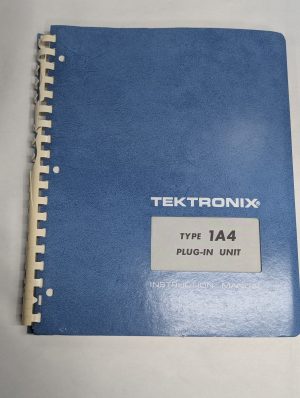 TEKTRONIX®
TYPE 1A4
PLUG-IN UNIT
INSTRUCTION MANUAL